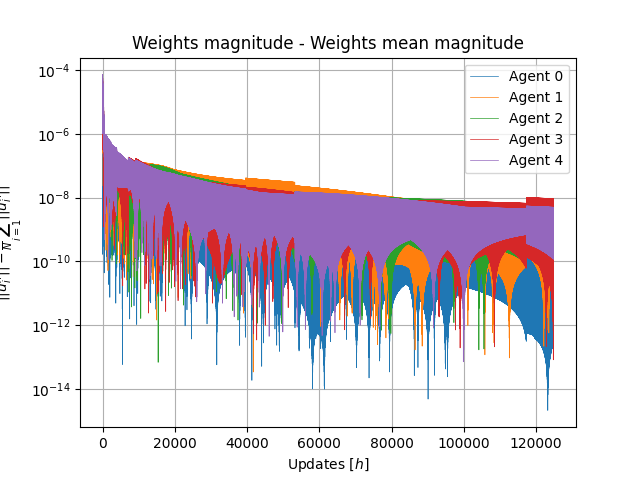 Weights magnitude - Weights mean magnitude
10⁻⁴
10⁻⁶
10⁻⁸
10⁻¹⁰
10⁻¹²
10⁻¹⁴
Agent 0
Agent 1
Agent 2
Agent 3
Agent 4
0
20000
40000
60000
80000
100000
120000
Updates [h]